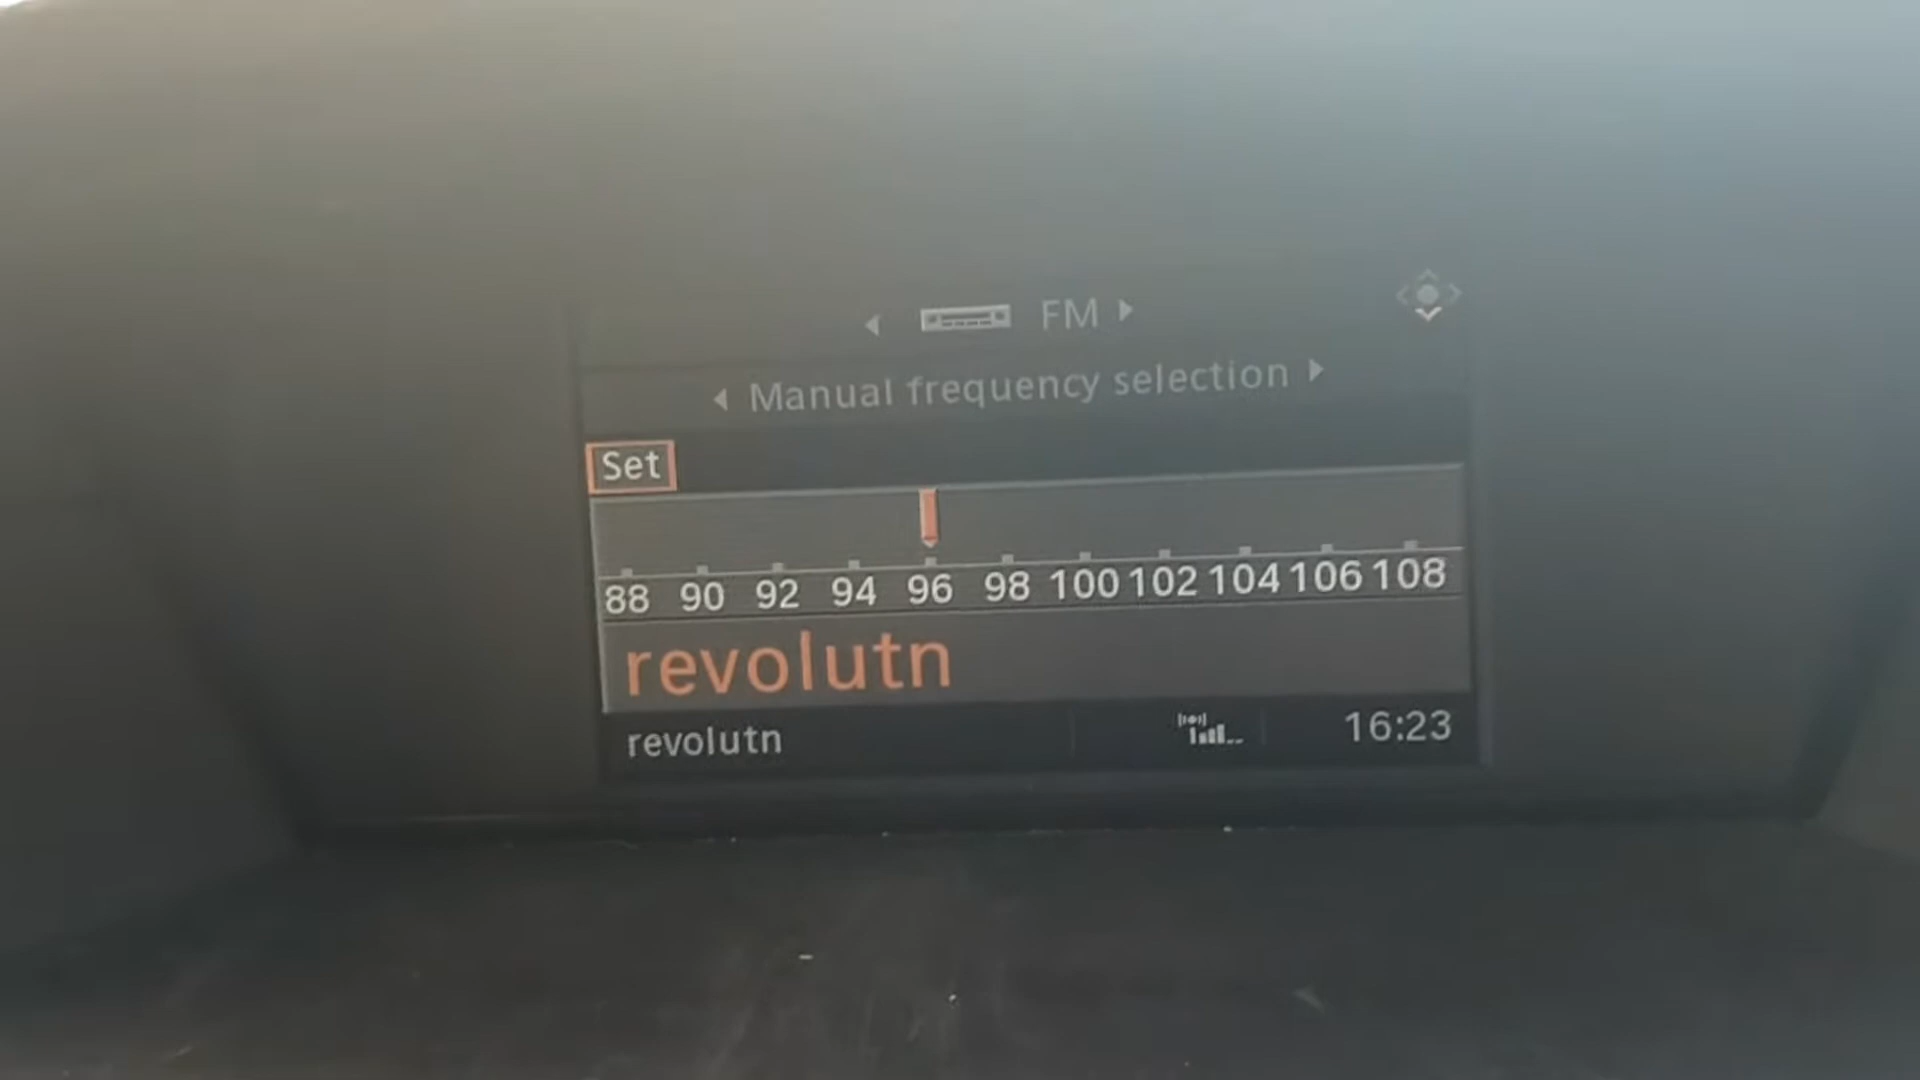 FM
Manual frequency selection
Set
88 90 92 94 96 98 100 102 104 106 108
revolutn
revolutn 16:23